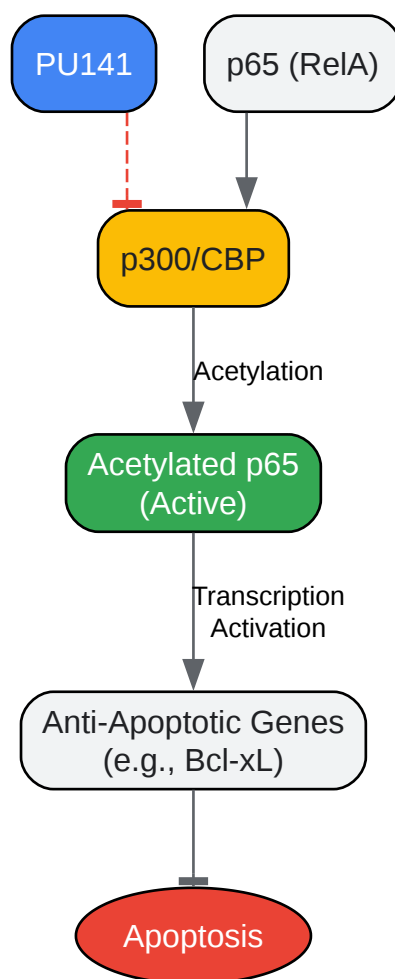 PU141
p65 (RelA)
p300/CBP
Acetylation
Acetylated p65
(Active)
Transcription
Activation
Anti-Apoptotic Genes
(e.g., Bcl-xL)
Apoptosis